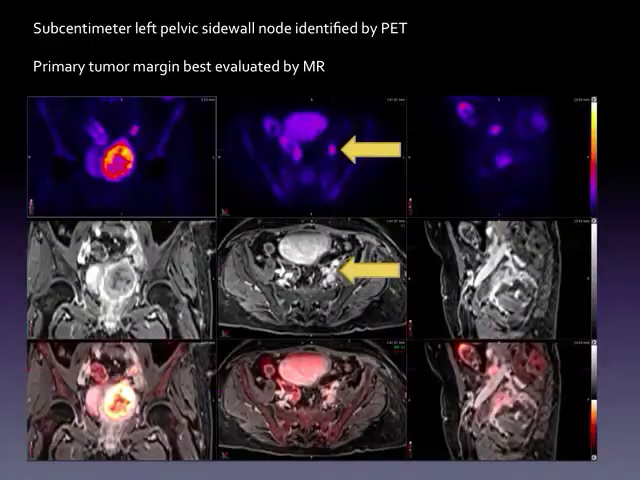 Subcentimeter left pelvic sidewall node identified by PET
Primary tumor margin best evaluated by MR